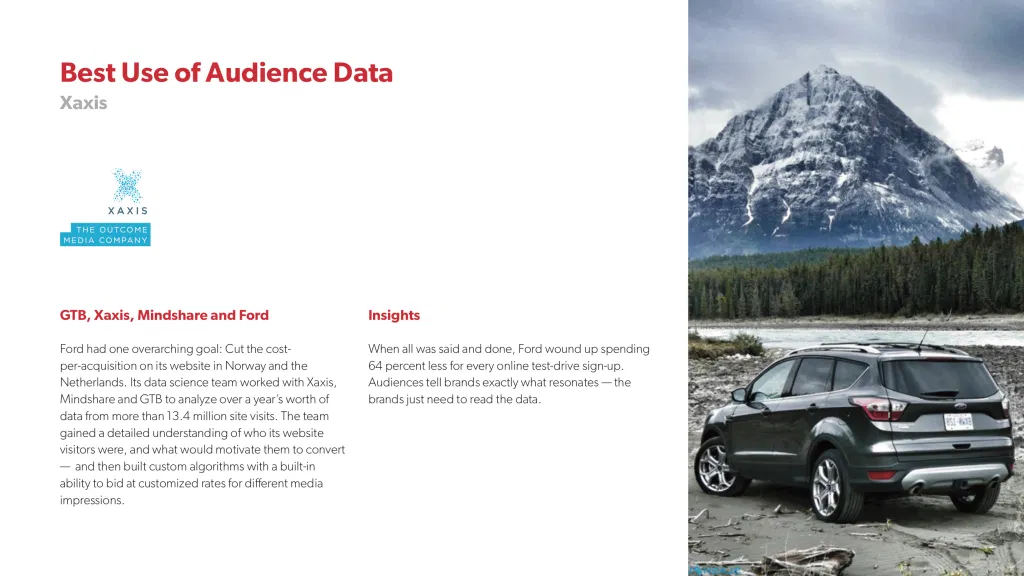 Best Use of Audience Data
Xaxis
XAXIS
THE OUTCOME
MEDIA COMPANY
GTB, Xaxis, Mindshare and Ford
Ford had one overarching goal: Cut the cost-
per-acquisition on its website in Norway and the
Netherlands. Its data science team worked with Xaxis,
Mindshare and GTB to analyze over a year’s worth of
data from more than 13.4 million site visits. The team
gained a detailed understanding of who its website
visitors were, and what would motivate them to convert
— and then built custom algorithms with a built-in
ability to bid at customized rates for different media
impressions.
Insights
When all was said and done, Ford wound up spending
64 percent less for every online test-drive sign-up.
Audiences tell brands exactly what resonates — the
brands just need to read the data.